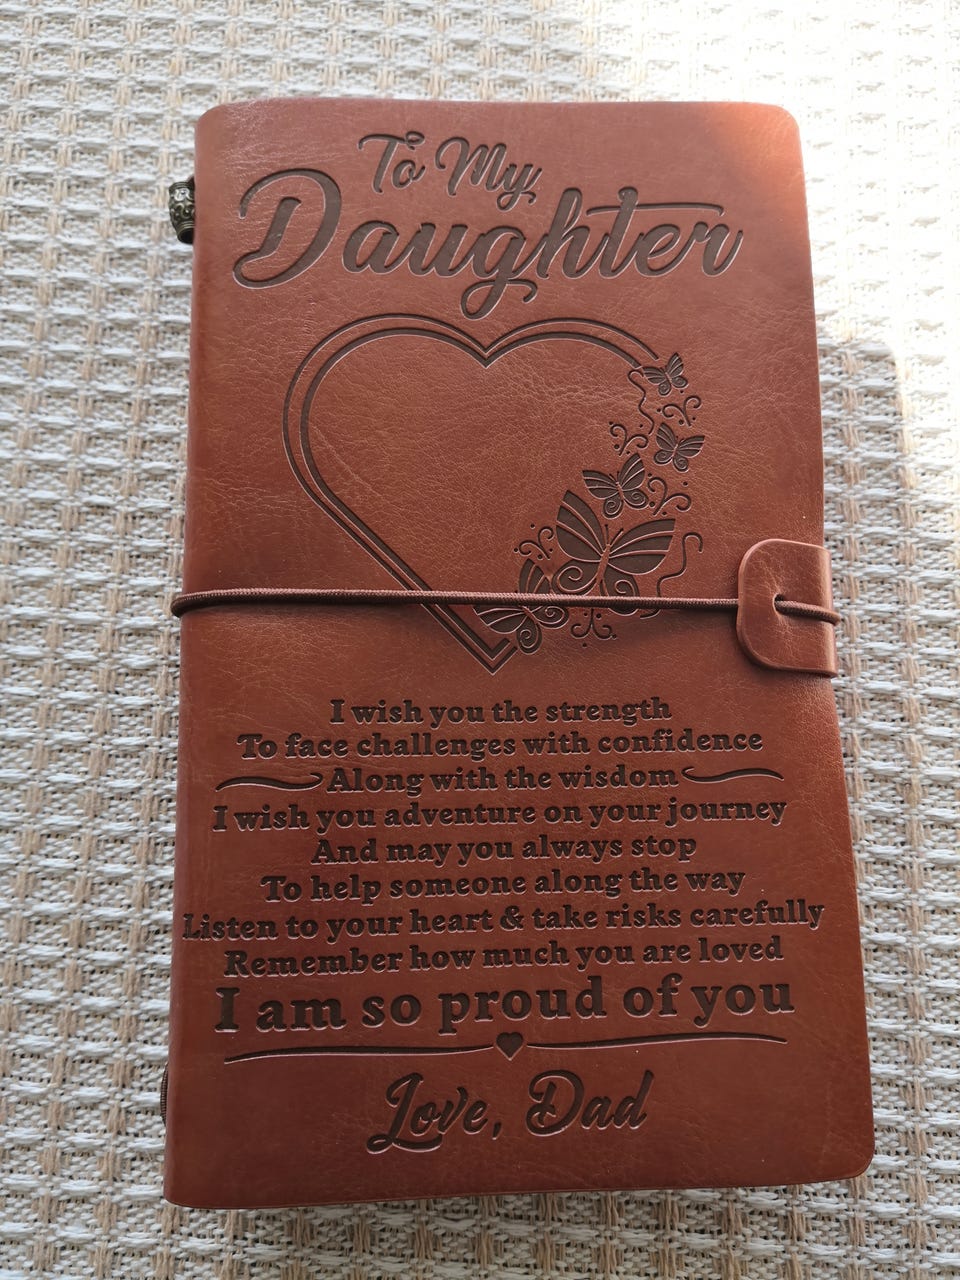 To My
Daughter
I wish you the strength
To face challenges with confidence
Along with the wisdom
I wish you adventure on your journey
And may you always stop
To help someone along the way
Listen to your heart & take risks carefully
Remember how much you are loved
I am so proud of you
Love, Dad